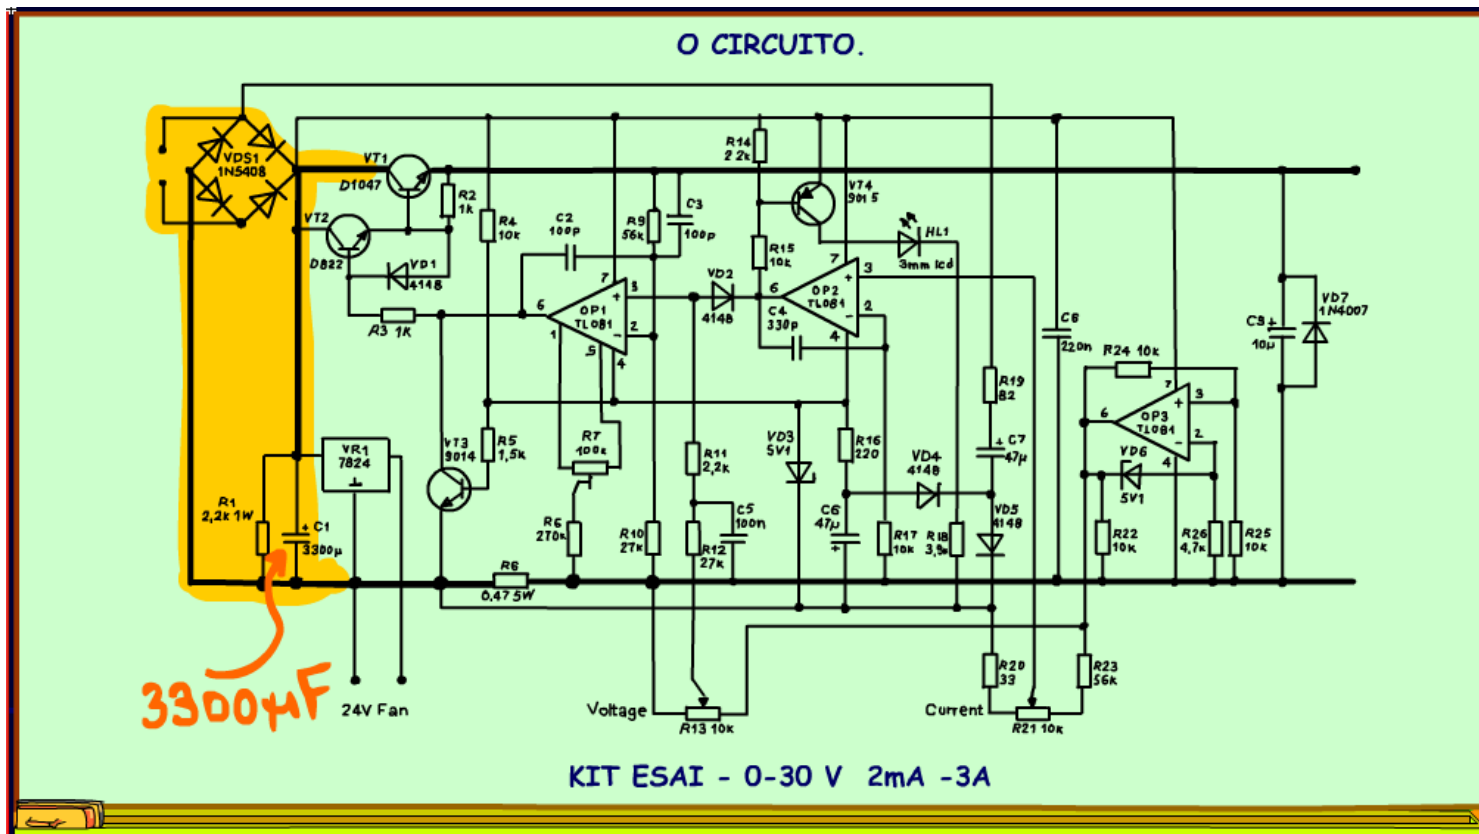 O CIRCUITO.
VDS1
1N5408
VT1
D1047
R2
1k
VT2
D822
VD1
4148
R3 1K
R4
10k
C2
100p
R9
56k
C3
100p
R14
2 2k
VT4
9015
HL1
3mm lcd
R15
10k
7
3
+
6
OP1
TL081
2
-
1
5
4
VD2
4148
7
3
+
6
OP2
TL081
2
-
4
C4
330p
C8
220n
R19
82
C7
+
47µ
R24 10k
7
3
+
6
OP3
TL081
2
-
4
VD6
5V1
C9
+
10µ
VD7
1N4007
VR1
7824
R1
2,2k 1W
+
C1
3300µ
VT3
9014
R5
1,5k
R7
100k
R6
270k
R11
2,2k
C5
100n
R12
27k
R10
27k
VD3
5V1
R16
220
VD4
4148
C6
47µ
+
R17
10k
R18
VD5
4148
R22
10k
R26
4,7k
R25
10k
R6
0,47 5W
3300µF
24V Fan
Voltage
R13 10k
Current
R20
33
R21 10k
R23
56k
KIT ESAI - 0-30 V 2mA -3A